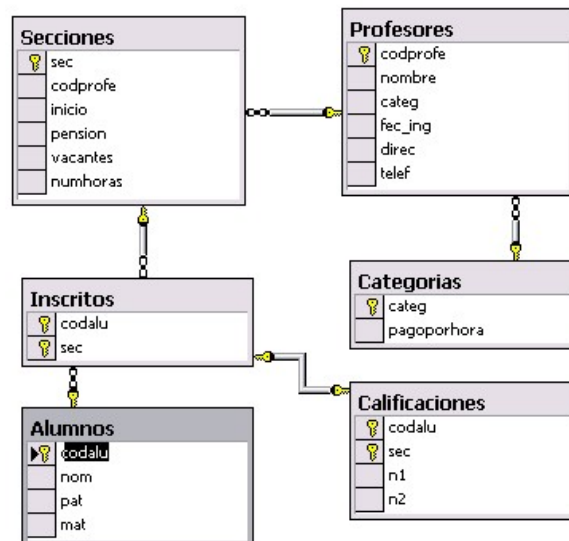 Secciones
sec
codprofe
inicio
pension
vacantes
numhoras
Profesores
codprofe
nombre
categ
fec_ing
direc
telef
Inscritos
codalu
sec
Categorias
categ
pagoporhora
Alumnos
codalu
nom
pat
mat
Calificaciones
codalu
sec
n1
n2